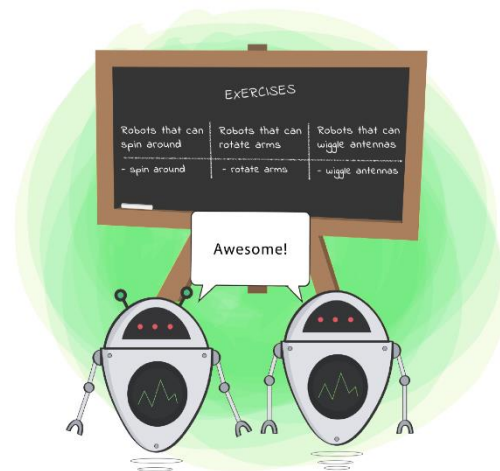 EXERCISES
Robots that can
spin around
Robots that can
rotate arms
Robots that can
wiggle antennas
- spin around
- rotate arms
- wiggle antennas
Awesome!